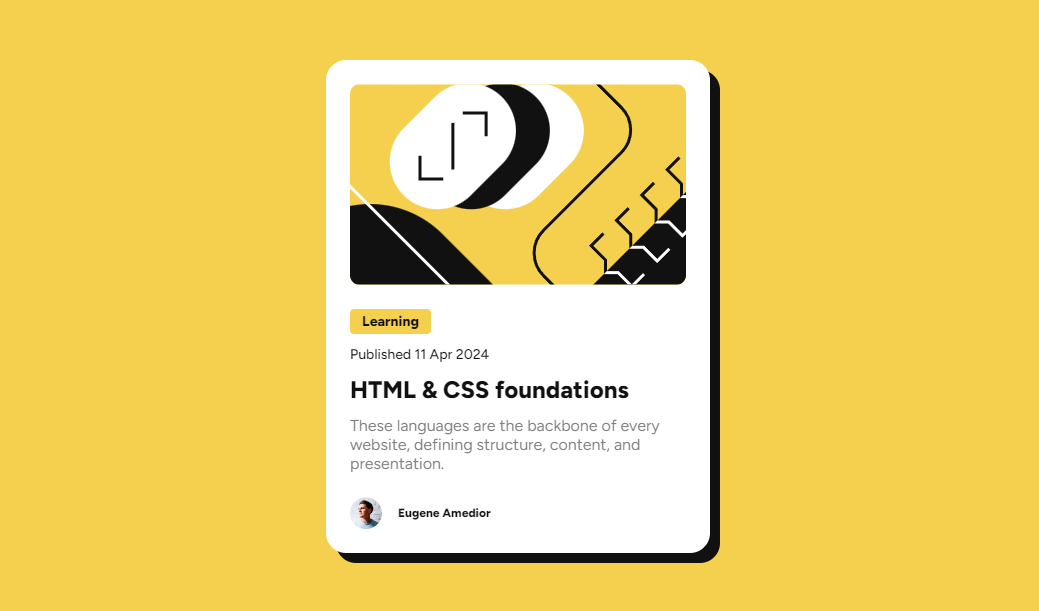 Learning
Published 11 Apr 2024
HTML & CSS foundations
These languages are the backbone of every
website, defining structure, content, and
presentation.
Eugene Amedior